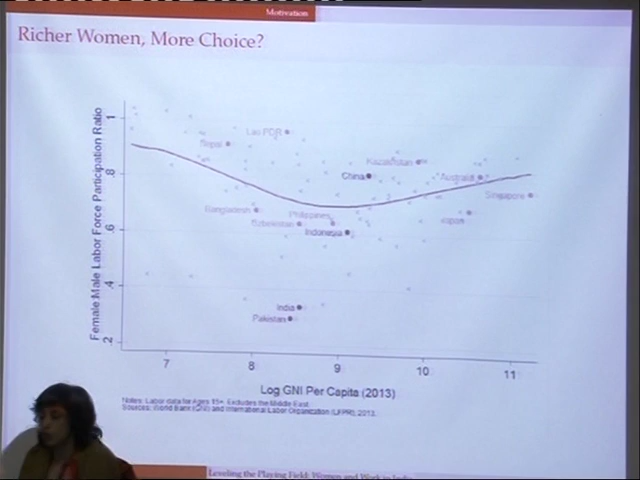 Motivation
Richer Women, More Choice?
Female:Male Labor Force Participation Ratio
1
.8
.6
.4
.2
Lao PDR
Nepal
Kazakhstan
China
Australia
Singapore
Bangladesh
Philippines
Uzbekistan
Japan
Indonesia
India
Pakistan
7 8 9 10 11
Log GNI Per Capita (2013)
Notes: Labor data for Ages 15+. Excludes the Middle East.
Sources: World Bank (GNI) and International Labor Organization (LFPR), 2013.
Leveling the Playing Field: Women and Work in India